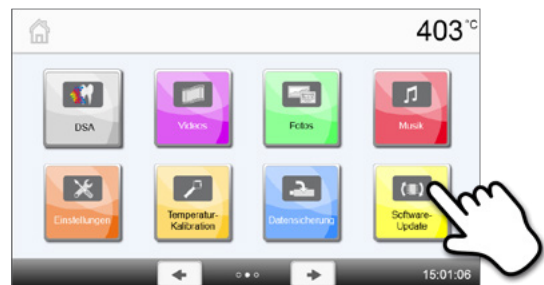 403°C
DSA
Videos
Fotos
Musik
Einstellungen
Temperatur-
Kalibration
Datensicherung
Software-
Update
15:01:06